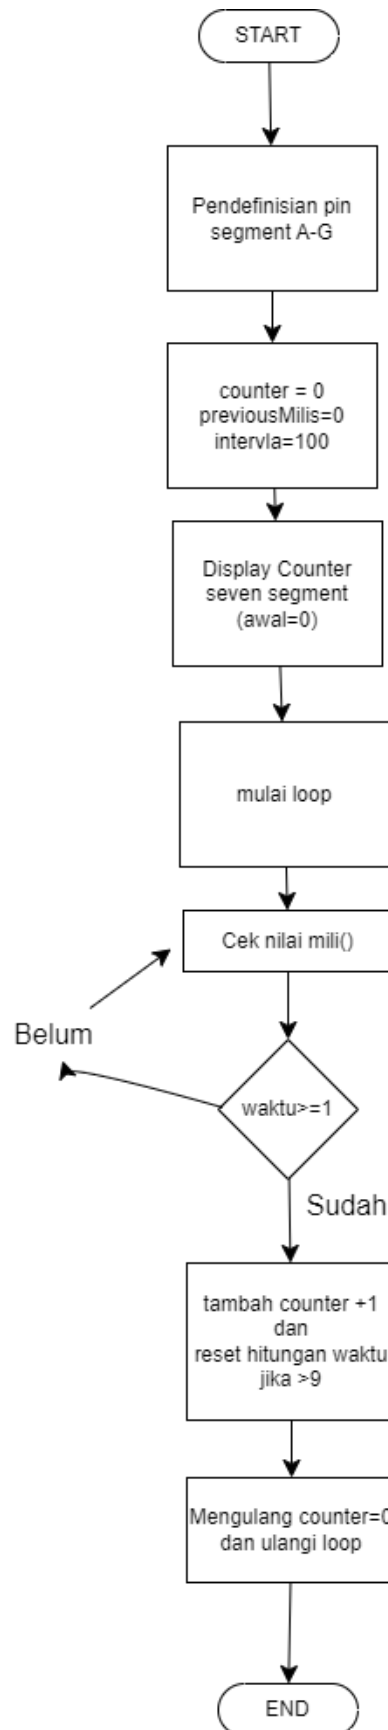 START
Pendefinisian pin
segment A-G
counter = 0
previousMilis=0
intervla=100
Display Counter
seven segment
(awal=0)
mulai loop
Cek nilai mili()
Belum
waktu>=1
Sudah
tambah counter +1
dan
reset hitungan waktu
jika >9
Mengulang counter=0
dan ulangi loop
END